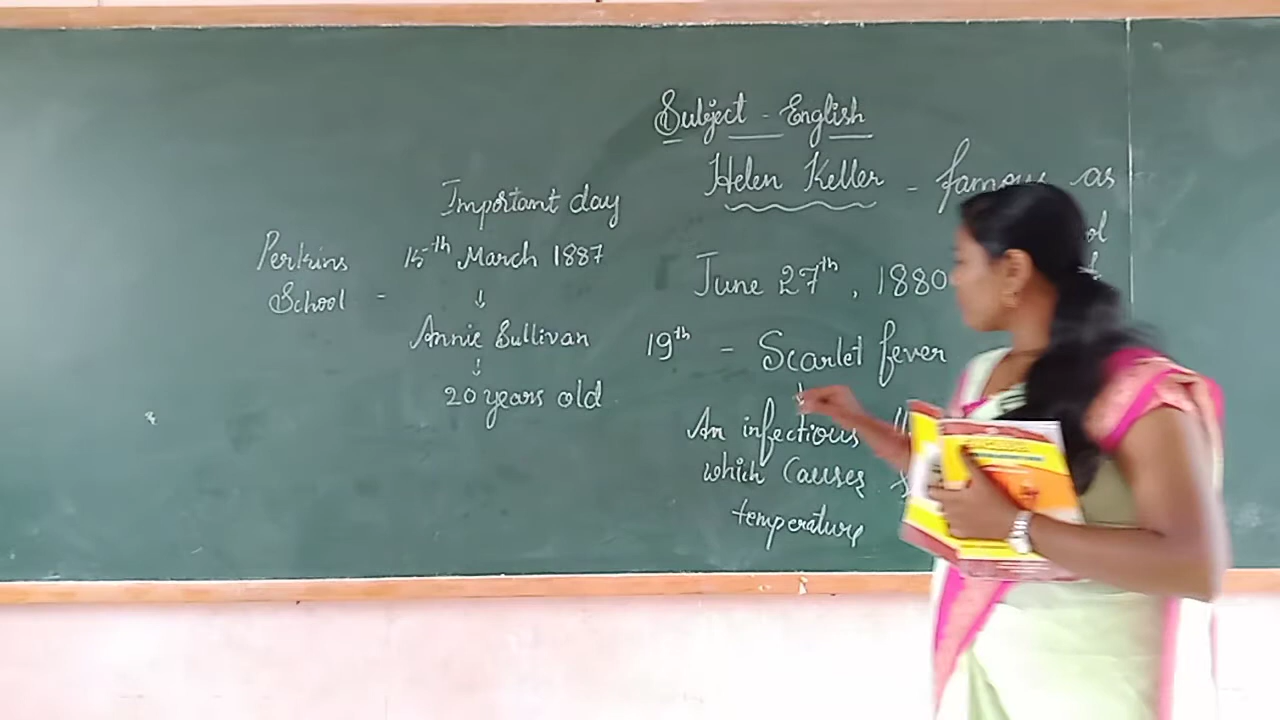 Subject - English
Helen Keller - famous as
ol
June 27th, 1880
19th - Scarlet fever
An infectious
which causes
temperature
Important day
Perkins School - 15th March 1887
Annie Sullivan
20 years old